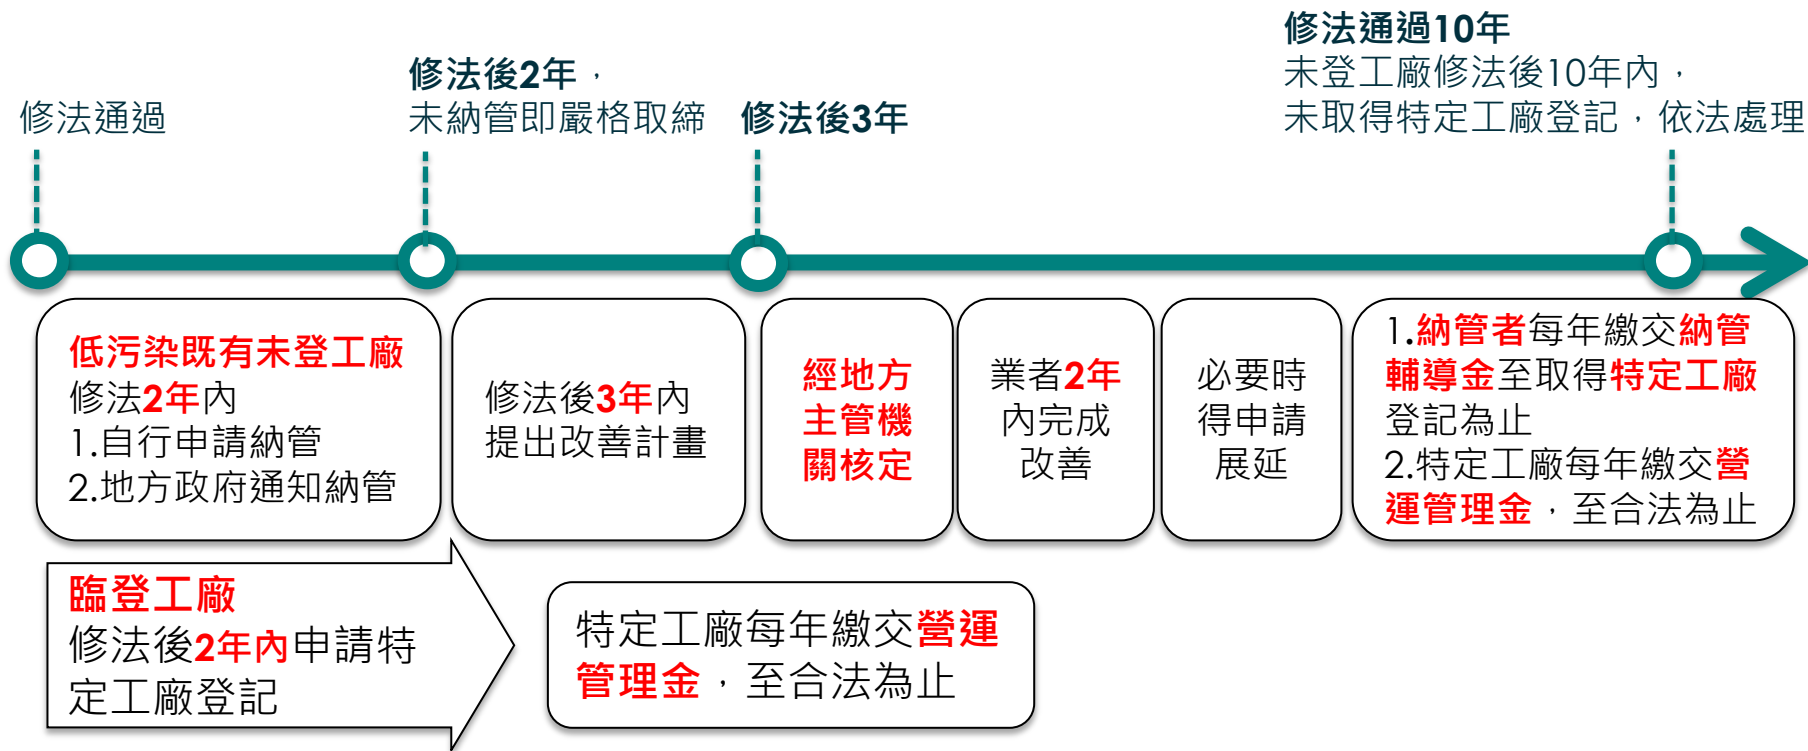 修法通過
修法後2年，
未納管即嚴格取締
修法後3年
修法通過10年
未登工廠修法後10年內，
未取得特定工廠登記，依法處理
低污染既有未登工廠
修法2年內
1.自行申請納管
2.地方政府通知納管
修法後3年內
提出改善計畫
經地方
主管機
關核定
業者2年
內完成
改善
必要時
得申請
展延
1.納管者每年繳交納管
輔導金至取得特定工廠
登記為止
2.特定工廠每年繳交營
運管理金，至合法為止
臨登工廠
修法後2年內申請特
定工廠登記
特定工廠每年繳交營運
管理金，至合法為止